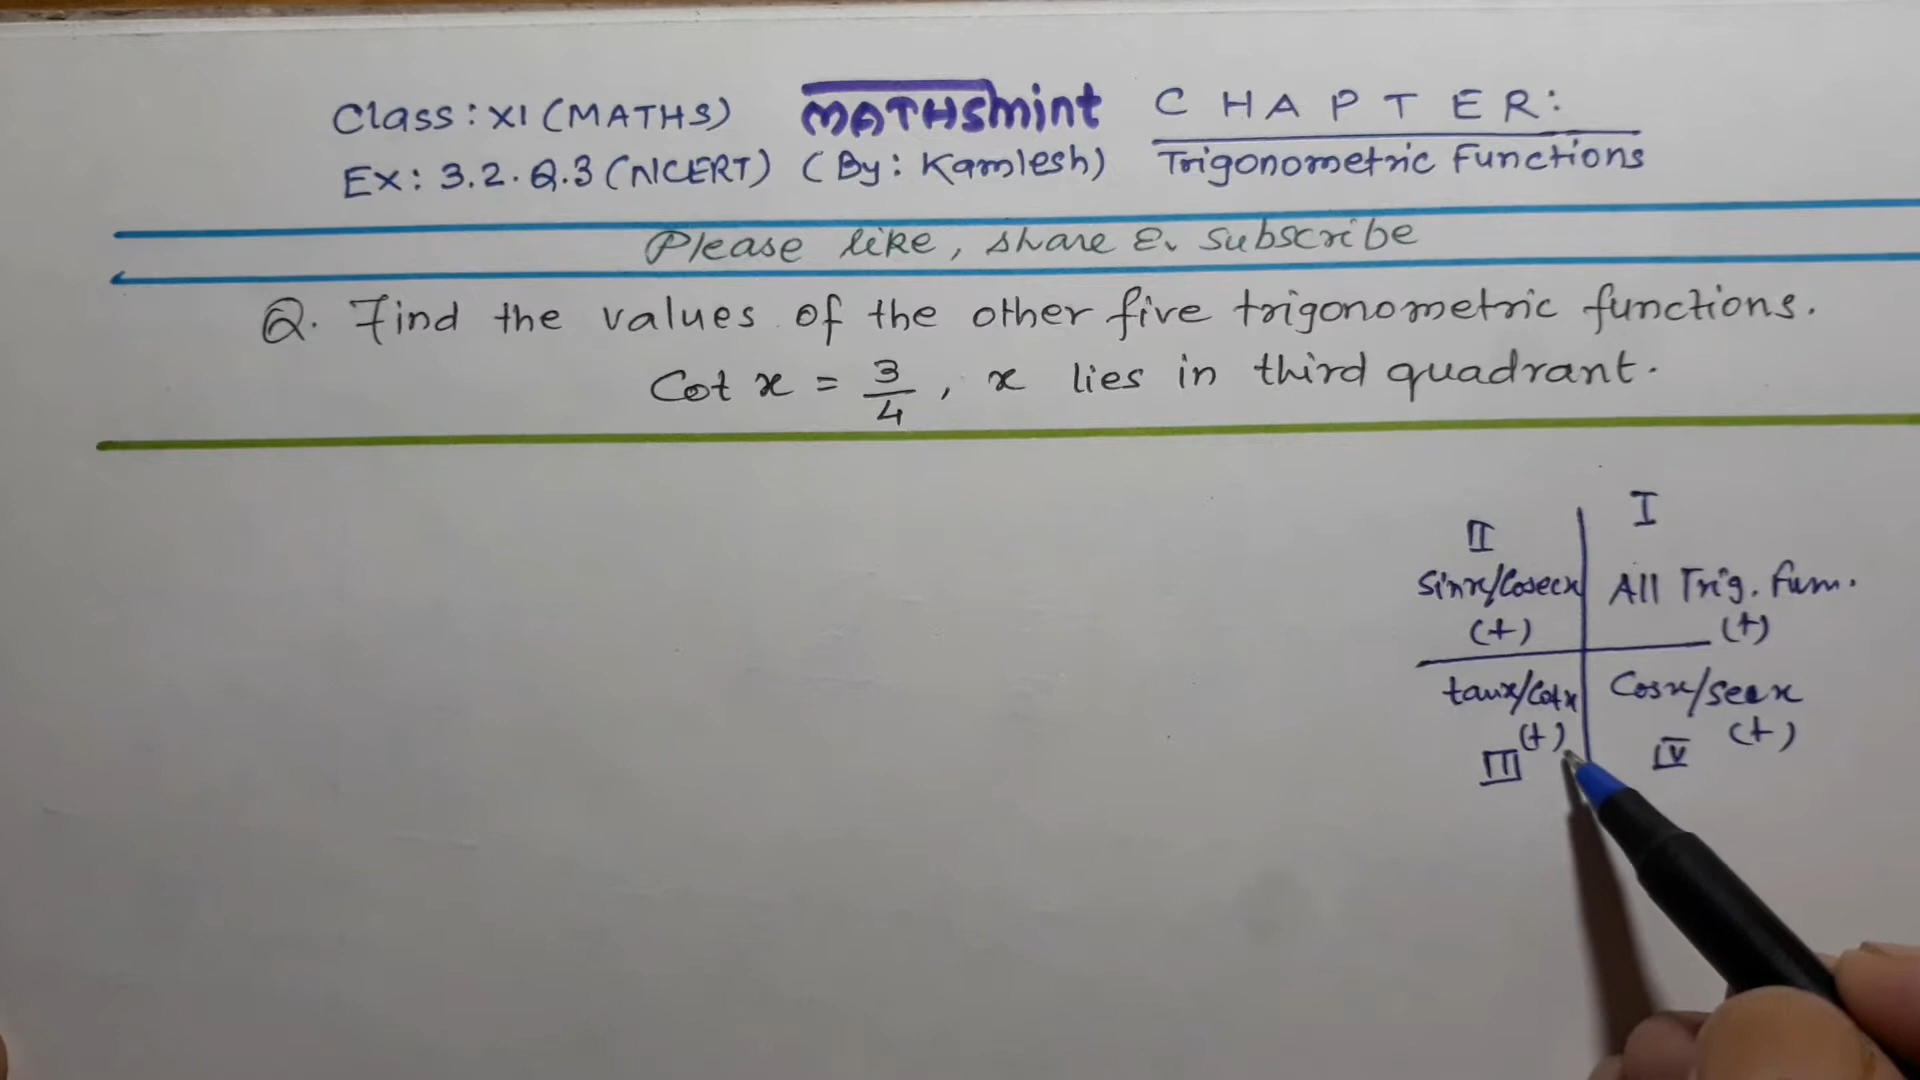 Class: XI (MATHS) MATHSmint CHAPTER:
Ex: 3.2. Q.3 (NCERT) (By: Kamlesh) Trigonometric Functions
Please like, share & subscribe
Q. Find the values of the other five trigonometric functions.
Cot x = 3/4, x lies in third quadrant.
II I
Sinx/Cosecx All Trig. Fum.
(+) (+)
tanx/Cotx Cosx/secx
(+) (+)
III IV